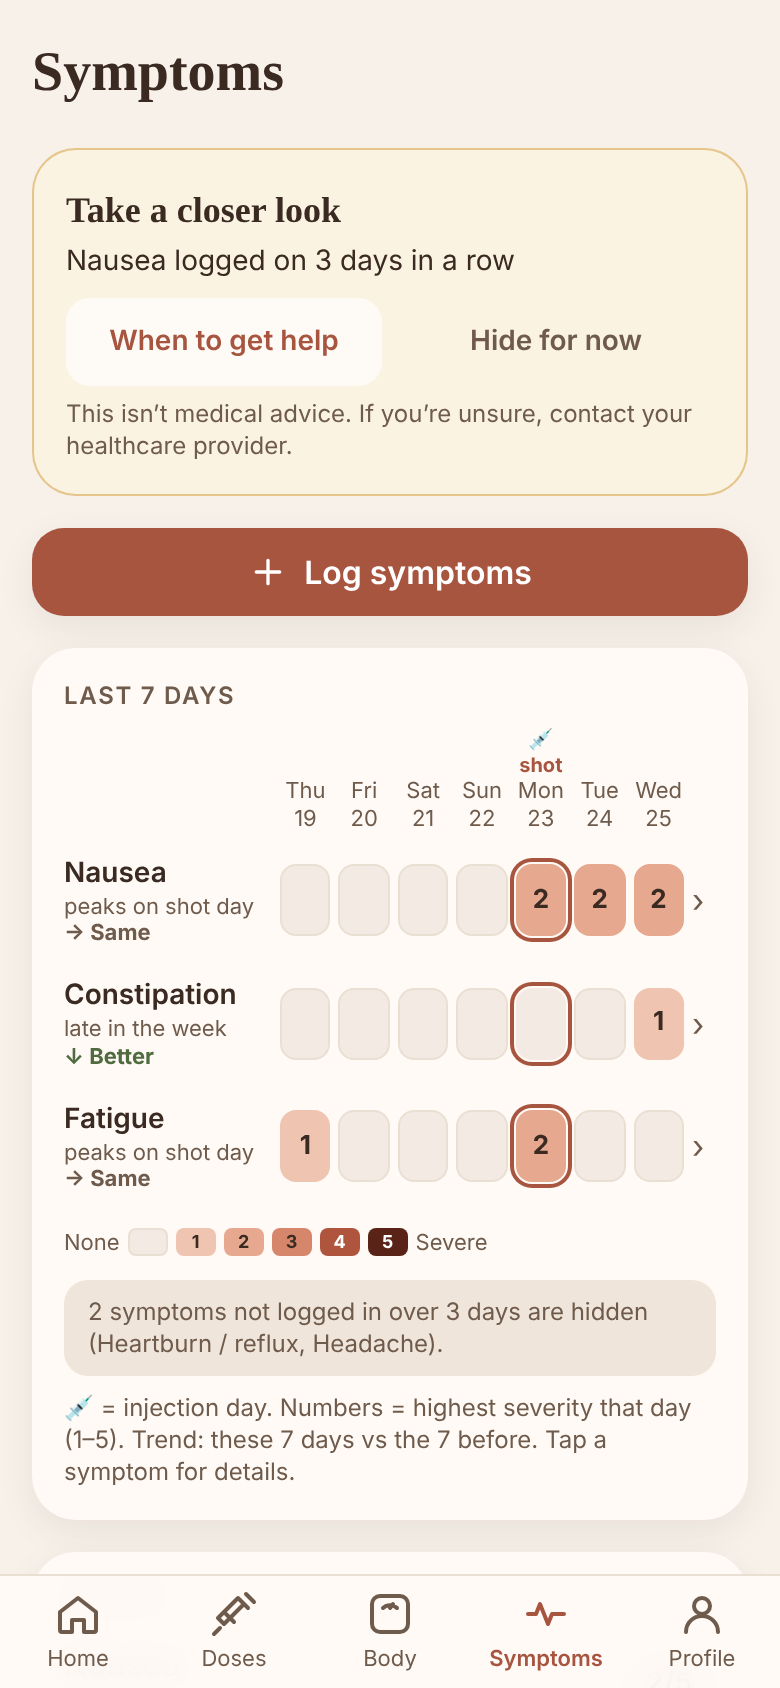 Symptoms
Take a closer look
Nausea logged on 3 days in a row
When to get help
Hide for now
This isn’t medical advice. If you’re unsure, contact your
healthcare provider.
+ Log symptoms
LAST 7 DAYS
shot
Thu Fri Sat Sun Mon Tue Wed
19 20 21 22 23 24 25
Nausea
peaks on shot day
→ Same
2 2 2 ›
Constipation
late in the week
↓ Better
1 ›
Fatigue
peaks on shot day
→ Same
1 2 ›
None 1 2 3 4 5 Severe
2 symptoms not logged in over 3 days are hidden
(Heartburn / reflux, Headache).
💉 = injection day. Numbers = highest severity that day
(1–5). Trend: these 7 days vs the 7 before. Tap a
symptom for details.
Home Doses Body Symptoms Profile